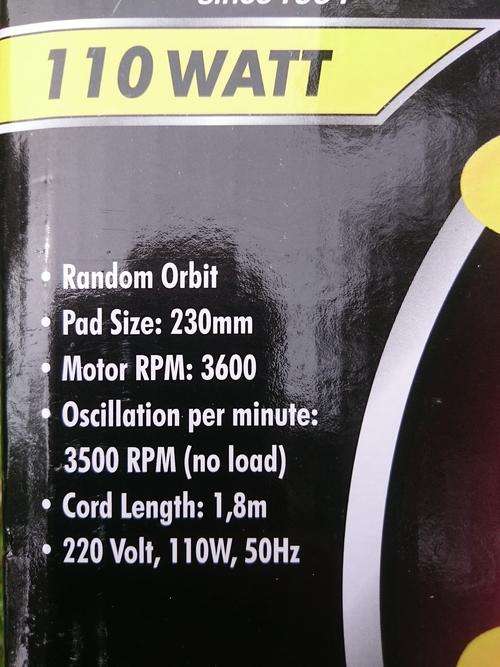 110 WATT
• Random Orbit
• Pad Size: 230mm
• Motor RPM: 3600
• Oscillation per minute:
3500 RPM (no load)
• Cord Length: 1,8m
• 220 Volt, 110W, 50Hz